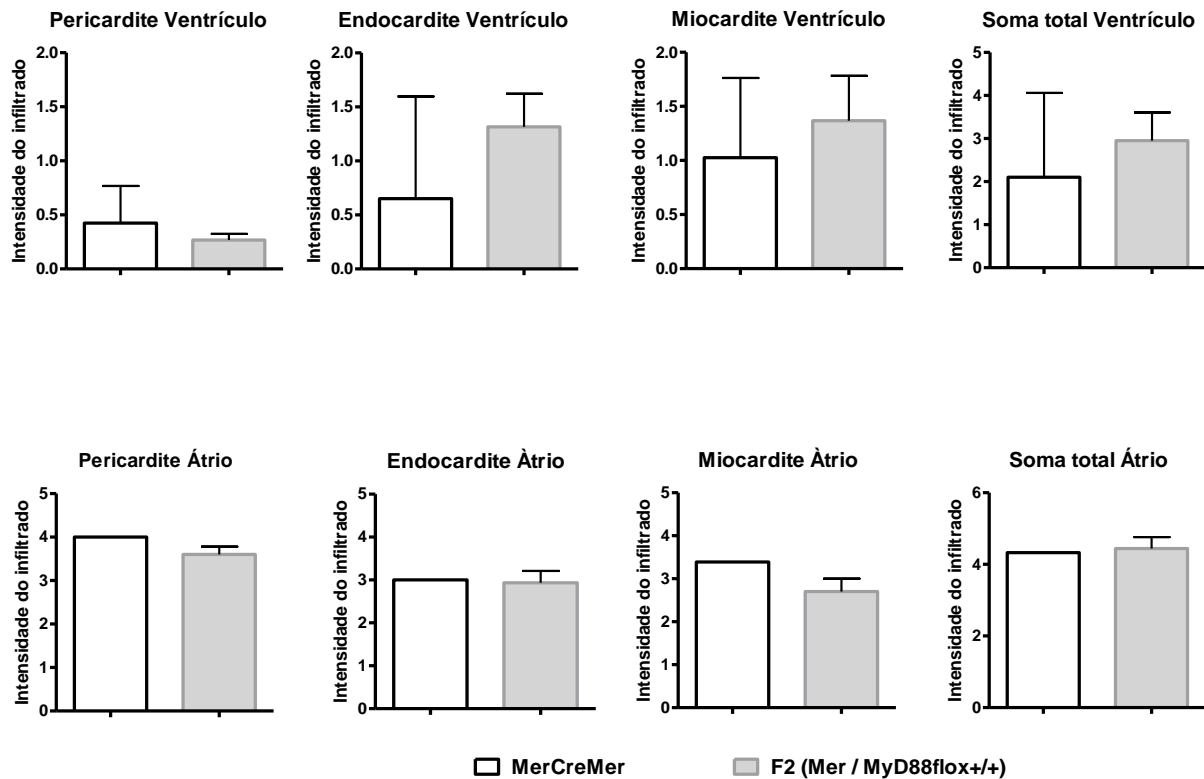 Pericardite Ventrículo
Endocardite Ventrículo
Miocardite Ventrículo
Soma total Ventrículo
Intensidade do infiltrado
2.0
1.5
1.0
0.5
0.0
Intensidade do infiltrado
2.0
1.5
1.0
0.5
0.0
Intensidade do infiltrado
2.0
1.5
1.0
0.5
0.0
Intensidade do infiltrado
5
4
3
2
1
0
Pericardite Átrio
Endocardite Àtrio
Miocardite Àtrio
Soma total Átrio
Intensidade do infiltrado
5
4
3
2
1
0
Intensidade do infiltrado
5
4
3
2
1
0
Intensidade do infiltrado
5
4
3
2
1
0
Intensidade do infiltrado
6
4
2
0
MerCreMer
F2 (Mer / MyD88flox+/+)